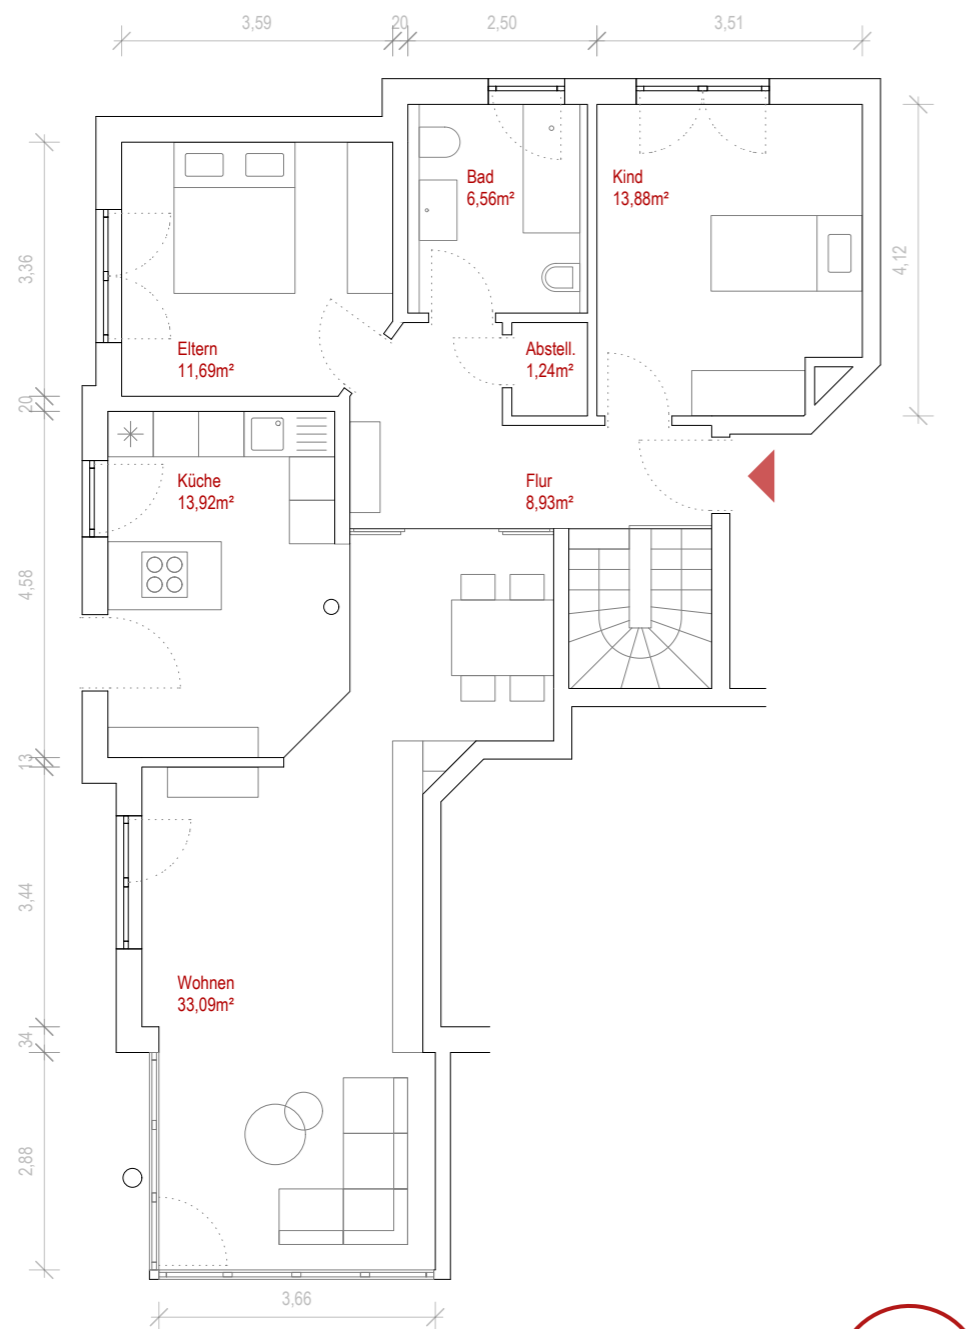 3,59
20
2,50
3,51
Bad
6,56m²
Kind
13,88m²
3,36
4,12
Eltern
11,69m²
Abstell.
1,24m²
20
Küche
13,92m²
Flur
8,93m²
4,58
13
3,44
Wohnen
33,09m²
34
2,88
3,66